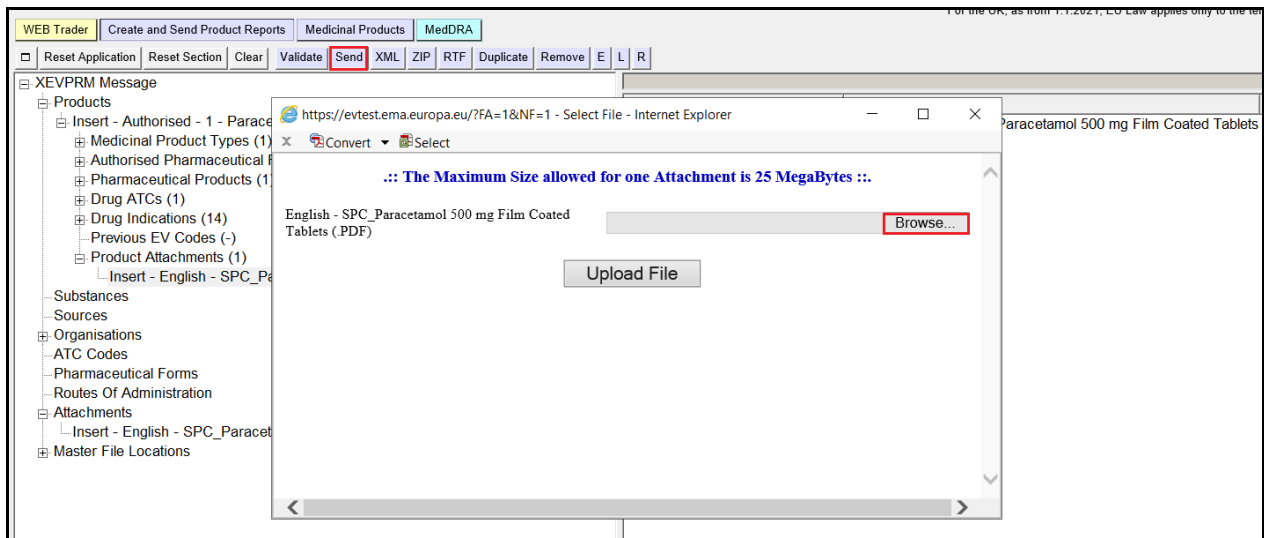 For the UK, as from 1.1.2021, EU Law applies only to the
WEB Trader Create and Send Product Reports Medicinal Products MedDRA
Reset Application Reset Section Clear Validate Send XML ZIP RTF Duplicate Remove E L R
XEVPRM Message
Products
Insert - Authorised - 1 - Parace
Medicinal Product Types (1)
Authorised Pharmaceutical F
Pharmaceutical Products (1)
Drug ATCs (1)
Drug Indications (14)
Previous EV Codes (-)
Product Attachments (1)
Insert - English - SPC_Pa
Substances
Sources
Organisations
ATC Codes
Pharmaceutical Forms
Routes Of Administration
Attachments
Insert - English - SPC_Paracet
Master File Locations
https://evtest.ema.europa.eu/?FA=1&NF=1 - Select File - Internet Explorer
x Convert Select
.:: The Maximum Size allowed for one Attachment is 25 MegaBytes ::.
English - SPC_Paracetamol 500 mg Film Coated
Tablets (.PDF)
Browse...
Upload File
Paracetamol 500 mg Film Coated Tablets